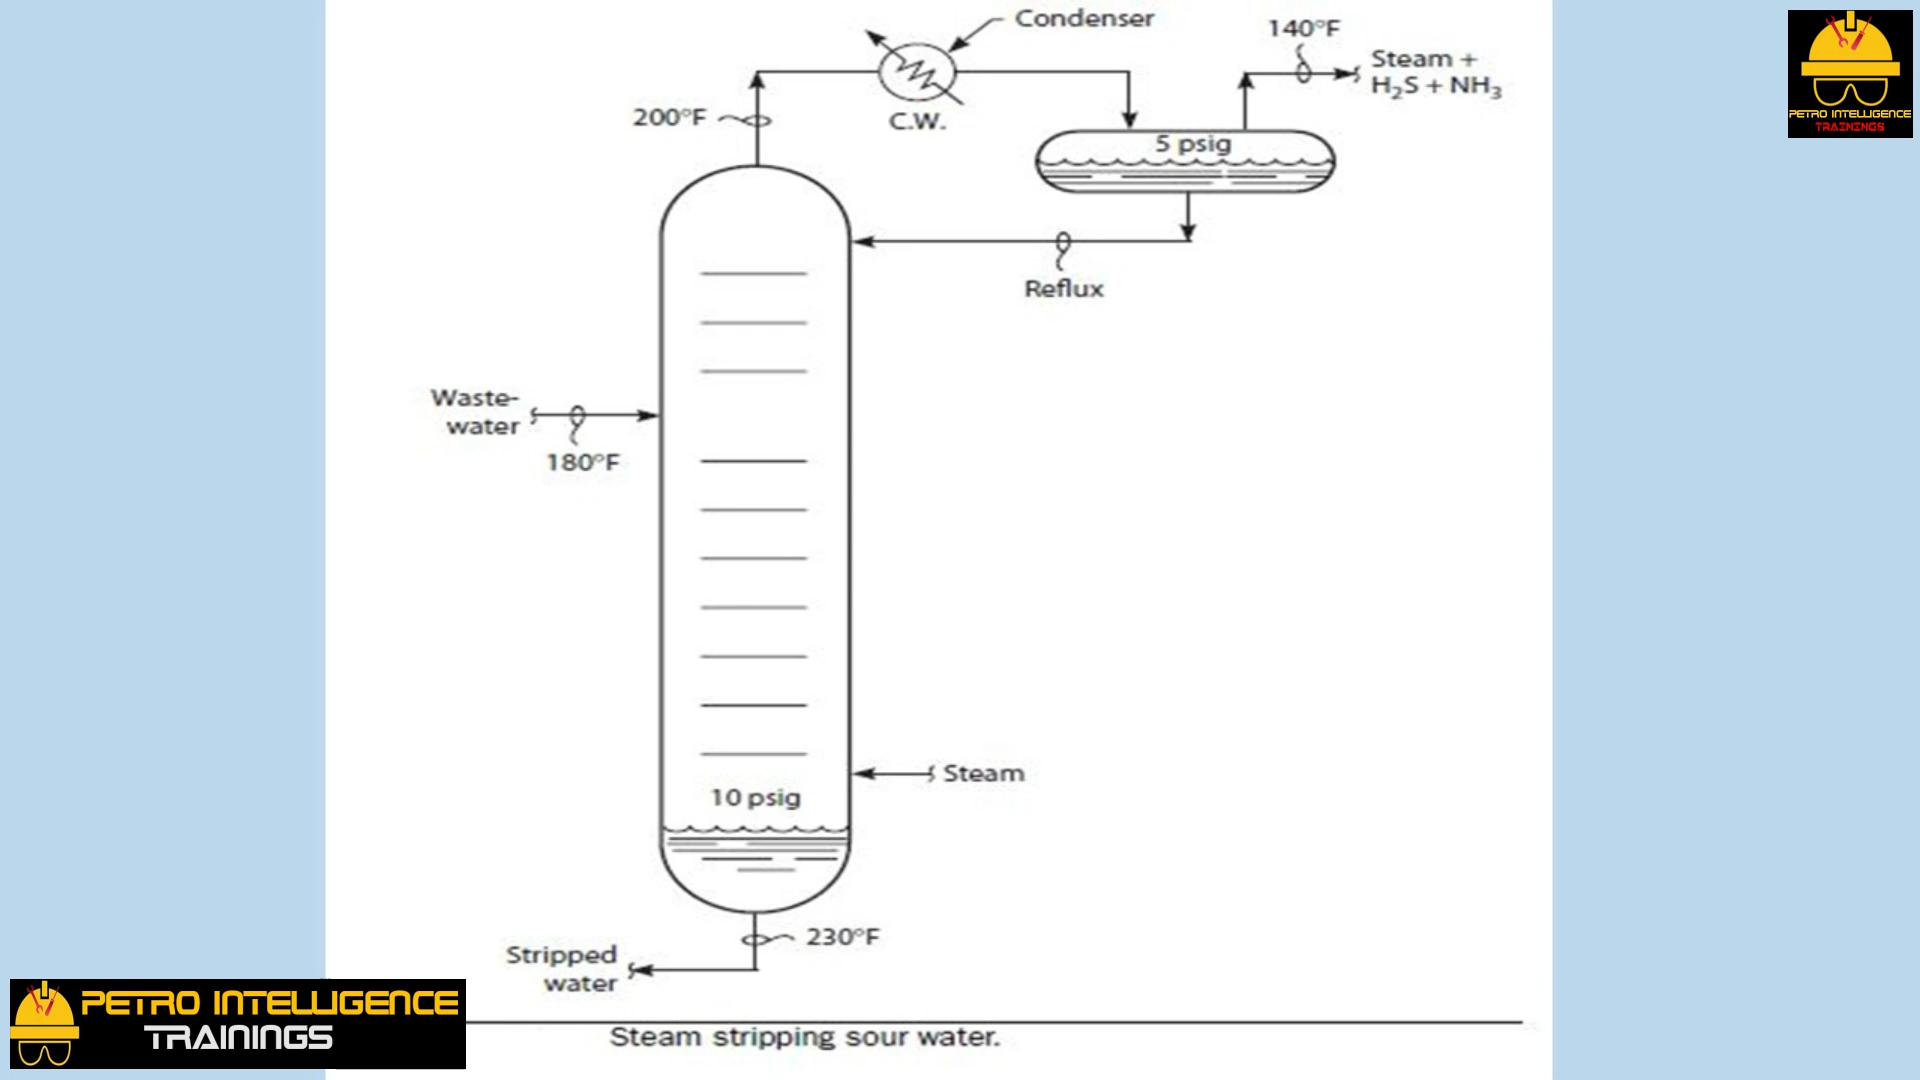 Condenser
140°F
Steam +
H₂S + NH₃
200°F
C.W.
5 psig
Reflux
Waste-
water
180°F
Steam
10 psig
230°F
Stripped
water
Steam stripping sour water.
PETRO INTELLIGENCE
TRAININGS
PETRO INTELLIGENCE
TRAININGS